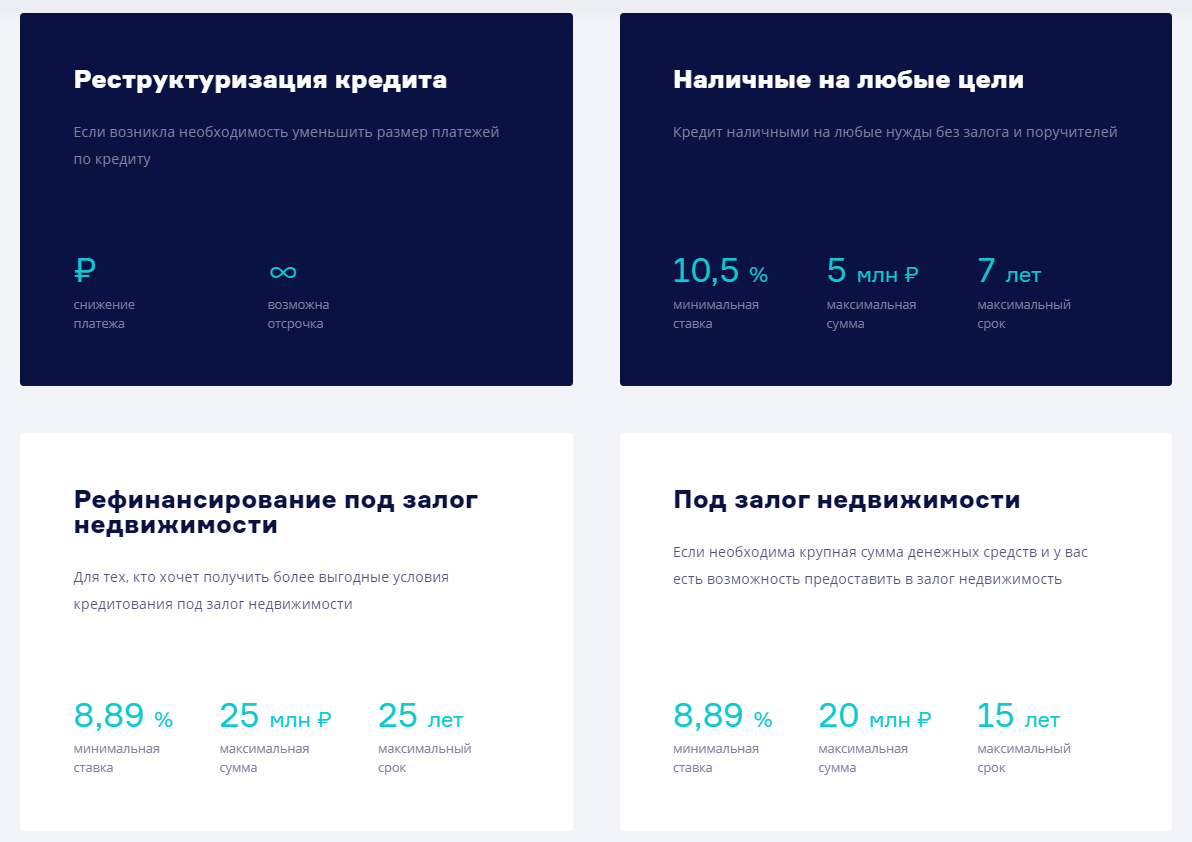 Реструктуризация кредита
Если возникла необходимость уменьшить размер платежей
по кредиту
₽
снижение
платежа
∞
возможна
отсрочка
Наличные на любые цели
Кредит наличными на любые нужды без залога и поручителей
10,5 %
минимальная
ставка
5 млн ₽
максимальная
сумма
7 лет
максимальный
срок
Рефинансирование под залог
недвижимости
Для тех, кто хочет получить более выгодные условия
кредитования под залог недвижимости
8,89 %
минимальная
ставка
25 млн ₽
максимальная
сумма
25 лет
максимальный
срок
Под залог недвижимости
Если необходима крупная сумма денежных средств и у вас
есть возможность предоставить в залог недвижимость
8,89 %
минимальная
ставка
20 млн ₽
максимальная
сумма
15 лет
максимальный
срок